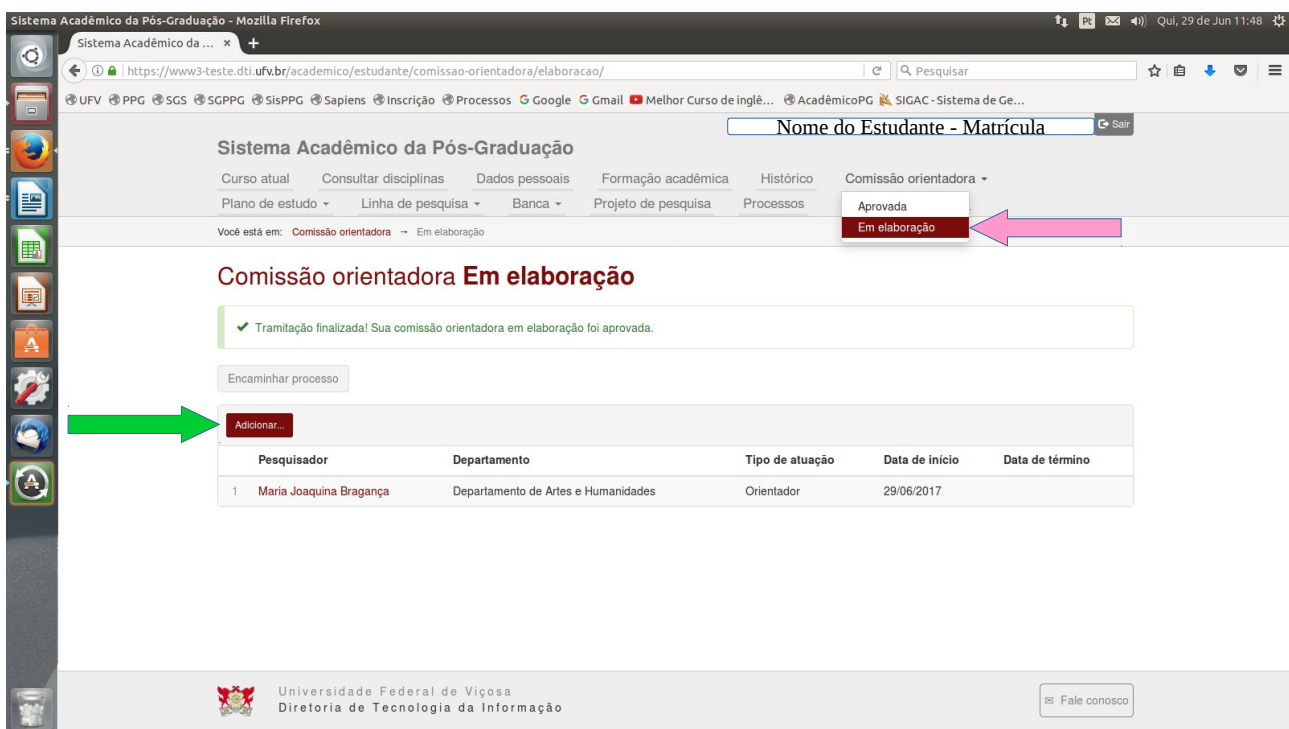 Sistema Acadêmico da Pós-Graduação - Mozilla Firefox
Pt
Qui, 29 de Jun 11:48
Sistema Acadêmico da ... × +
https://www3-teste.dti.ufv.br/academico/estudante/comissao-orientadora/elaboracao/
Pesquisar
UFV PPG SGS SGPPG SisPPG Sapiens Inscrição Processos Google Gmail Melhor Curso de inglê... AcadêmicoPG SIGAC - Sistema de Ge...
Nome do Estudante - Matrícula
Sair
Sistema Acadêmico da Pós-Graduação
Curso atual Consultar disciplinas Dados pessoais Formação acadêmica Histórico Comissão orientadora
Plano de estudo Linha de pesquisa Banca Projeto de pesquisa Processos
Aprovada
Em elaboração
Você está em: Comissão orientadora → Em elaboração
Comissão orientadora Em elaboração
Tramitação finalizada! Sua comissão orientadora em elaboração foi aprovada.
Encaminhar processo
Adicionar...
Pesquisador Departamento Tipo de atuação Data de início Data de término
1 Maria Joaquina Bragança Departamento de Artes e Humanidades Orientador 29/06/2017
Universidade Federal de Viçosa
Diretoria de Tecnologia da Informação
Fale conosco